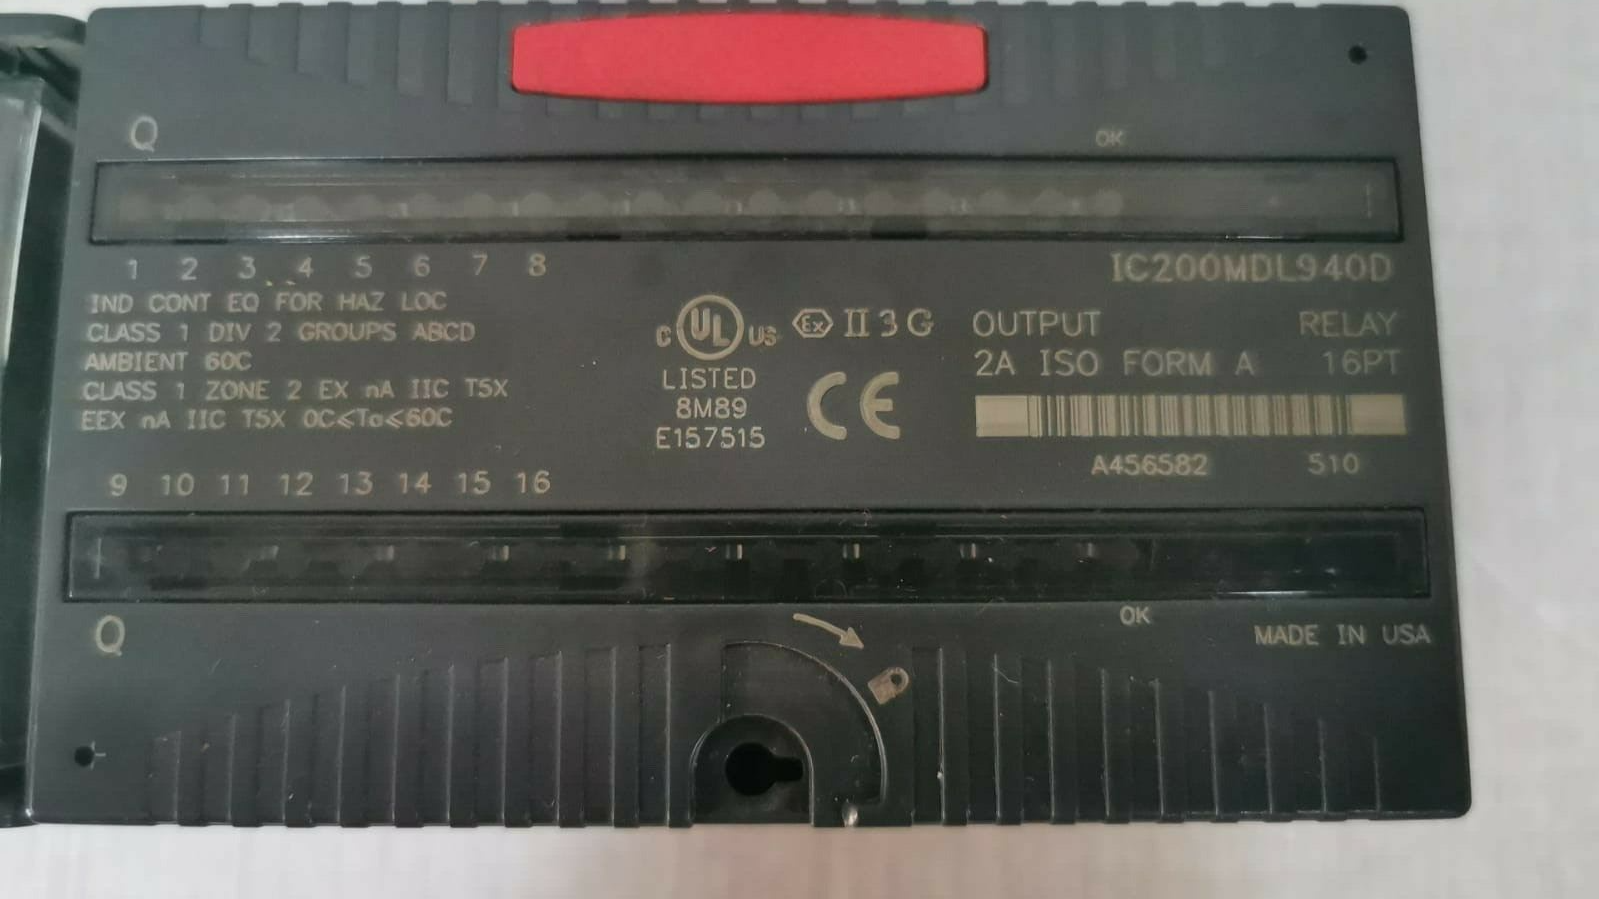 Q
OK
1 2 3 4 5 6 7 8
IC200MDL940D
IND CONT EQ FOR HAZ LOC
CLASS 1 DIV 2 GROUPS ABCD
AMBIENT 60C
CLASS 1 ZONE 2 EX nA IIC T5X
EEX nA IIC T5X 0C≤Ta≤60C
C UL US
LISTED
8M89
E157515
Ex II 3 G
CE
OUTPUT RELAY
2A ISO FORM A 16PT
A456582 510
9 10 11 12 13 14 15 16
Q
OK
MADE IN USA